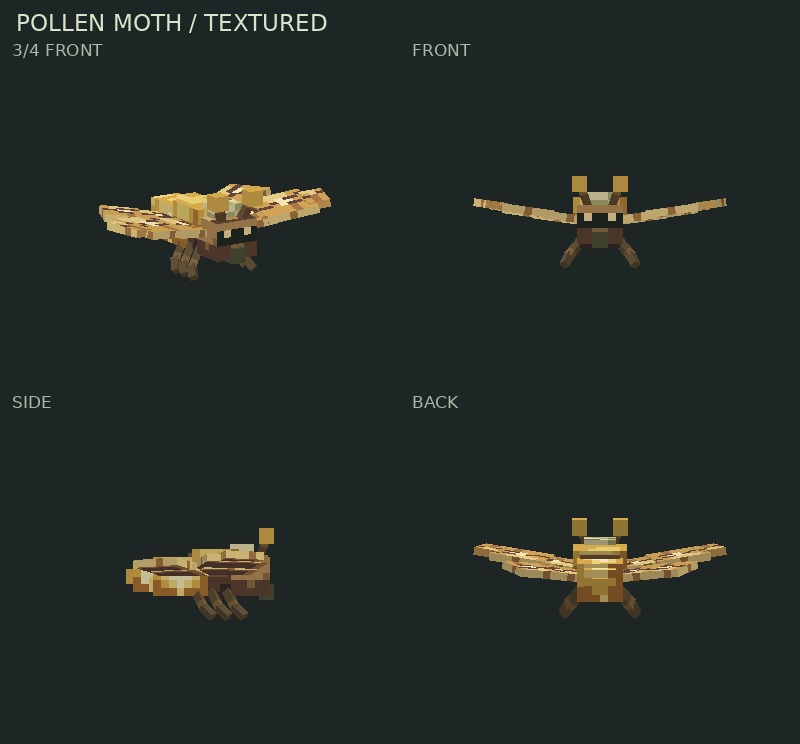 POLLEN MOTH / TEXTURED
3/4 FRONT
FRONT
SIDE
BACK